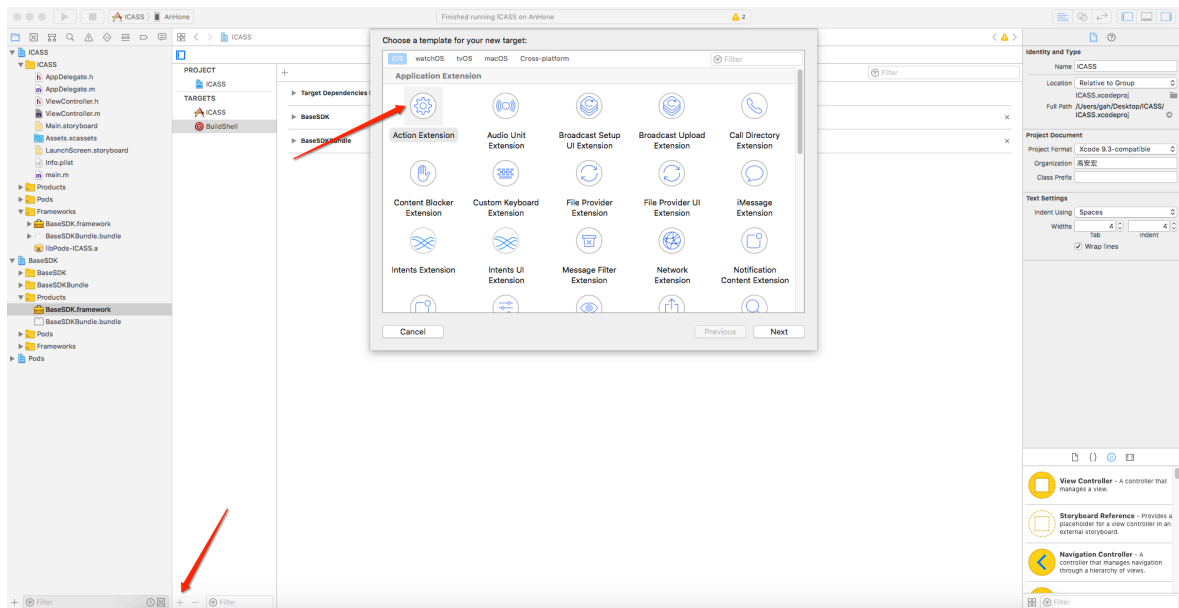 ICASS
AnHone
Finished running ICASS on AnHone
2
ICASS
ICASS
AppDelegate.h
AppDelegate.m
ViewController.h
ViewController.m
Main.storyboard
Assets.xcassets
LaunchScreen.storyboard
Info.plist
main.m
Products
Pods
Frameworks
BaseSDK.framework
BaseSDKBundle.bundle
libPods-ICASS.a
BaseSDK
BaseSDK
BaseSDKBundle
Products
BaseSDK.framework
BaseSDKBundle.bundle
Pods
Frameworks
Pods
Filter
ICASS
PROJECT
ICASS
TARGETS
ICASS
BuildShell
Filter
Filter
Target Dependencies
BaseSDK
BaseSDKBundle
Choose a template for your new target:
iOS watchOS tvOS macOS Cross-platform
Filter
Application Extension
Action Extension
Audio Unit
Extension
Broadcast Setup
UI Extension
Broadcast Upload
Extension
Call Directory
Extension
Content Blocker
Extension
Custom Keyboard
Extension
File Provider
Extension
File Provider UI
Extension
iMessage
Extension
Intents Extension
Intents UI
Extension
Message Filter
Extension
Network
Extension
Notification
Content Extension
Cancel
Previous
Next
Identity and Type
Name ICASS
Location Relative to Group
ICASS.xcodeproj
Full Path /Users/gah/Desktop/ICASS/
ICASS.xcodeproj
Project Document
Project Format Xcode 9.3-compatible
Organization 高安宏
Class Prefix
Text Settings
Indent Using Spaces
Widths 4 4
Tab Indent
Wrap lines
View Controller - A controller that
manages a view.
Storyboard Reference - Provides a
placeholder for a view controller in an
external storyboard.
Navigation Controller - A
controller that manages navigation
through a hierarchy of views.
Filter